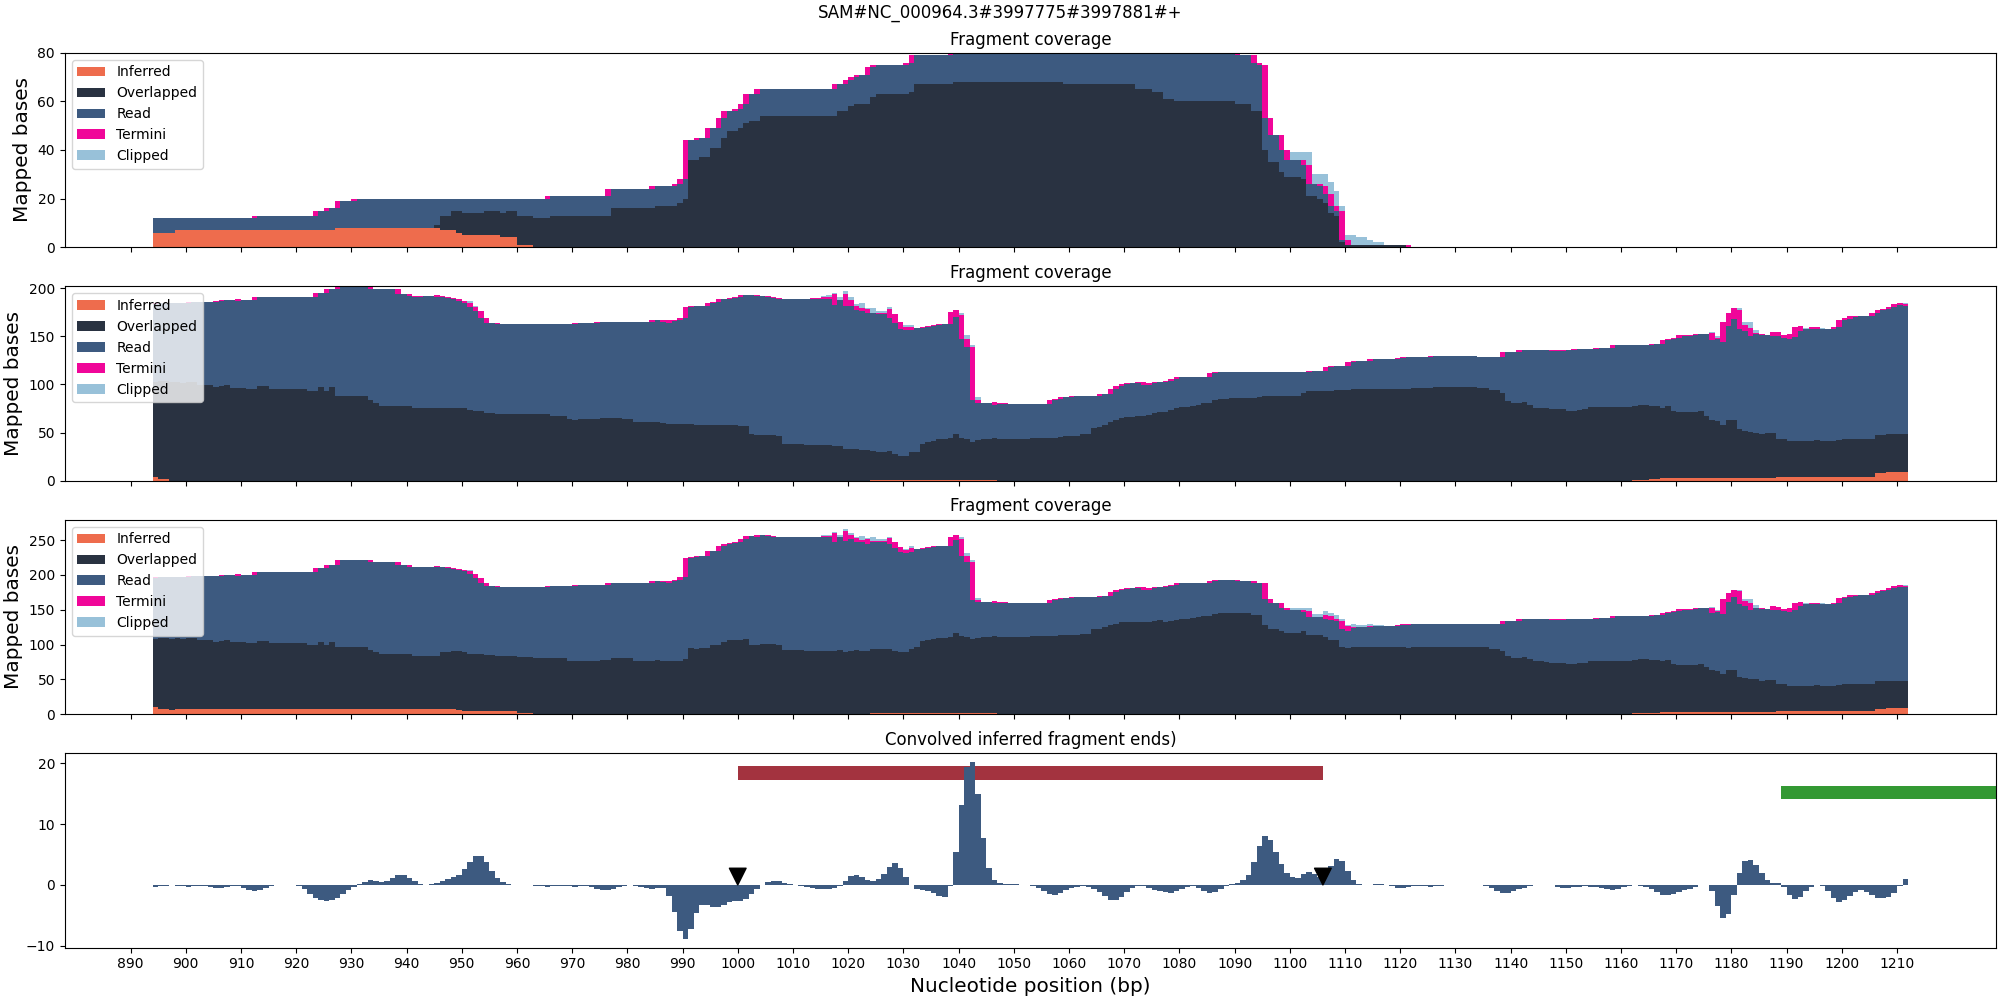 SAM#NC_000964.3#3997775#3997881#+
Fragment coverage
Mapped bases
80
60
40
20
0
Inferred
Overlapped
Read
Termini
Clipped
Fragment coverage
Mapped bases
200
150
100
50
0
Inferred
Overlapped
Read
Termini
Clipped
Fragment coverage
Mapped bases
250
200
150
100
50
0
Inferred
Overlapped
Read
Termini
Clipped
Convolved inferred fragment ends)
20
10
0
−10
890 900 910 920 930 940 950 960 970 980 990 1000 1010 1020 1030 1040 1050 1060 1070 1080 1090 1100 1110 1120 1130 1140 1150 1160 1170 1180 1190 1200 1210
Nucleotide position (bp)